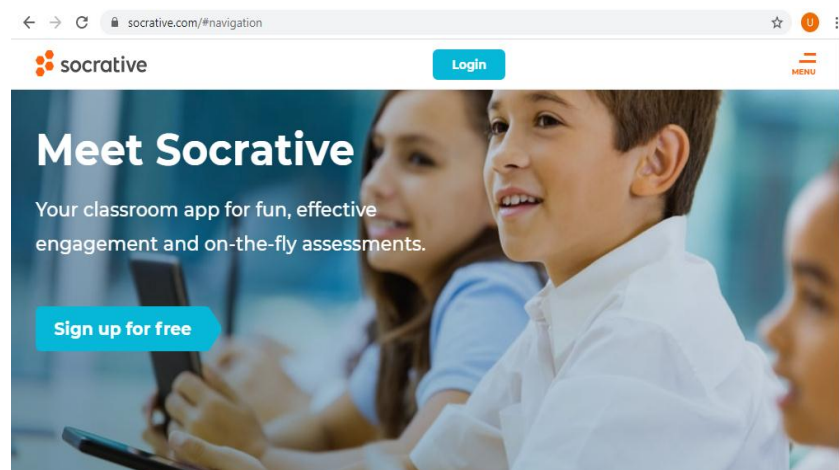 socrative.com/#navigation
U
socrative
Login
MENU
Meet Socrative
Your classroom app for fun, effective
engagement and on-the-fly assessments.
Sign up for free